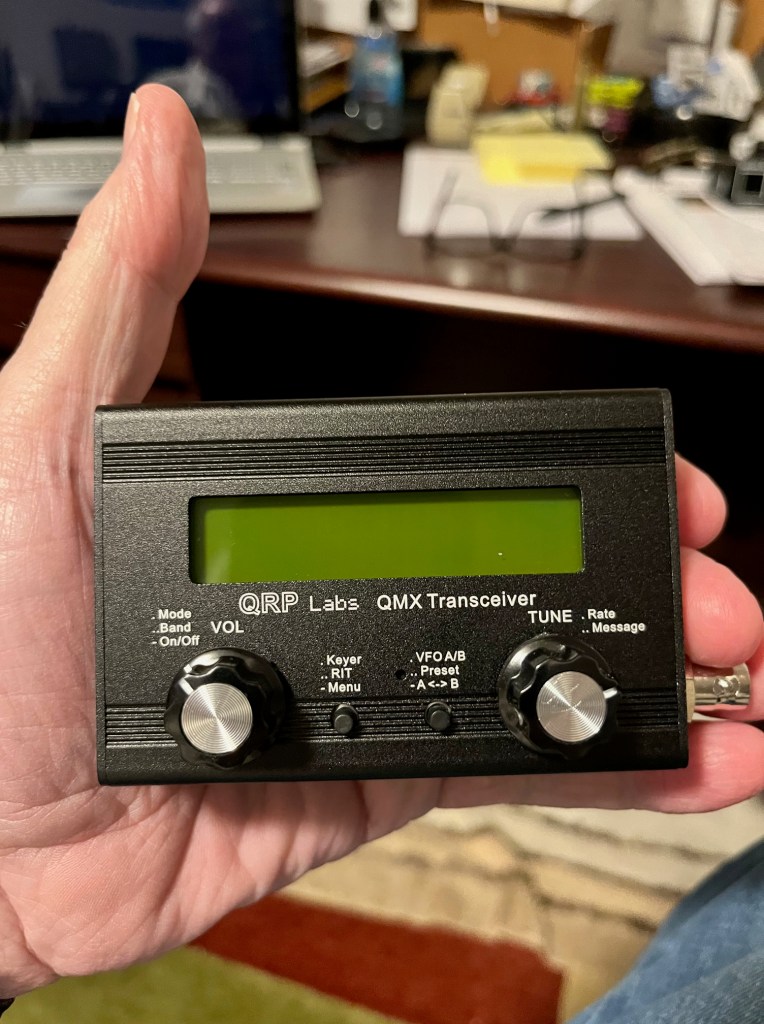 QRP Labs QMX Transceiver
. Mode
.. Band
- On/Off
VOL
. Keyer
.. RIT
- Menu
. VFO A/B
.. Preset
- A <-> B
TUNE
. Rate
.. Message